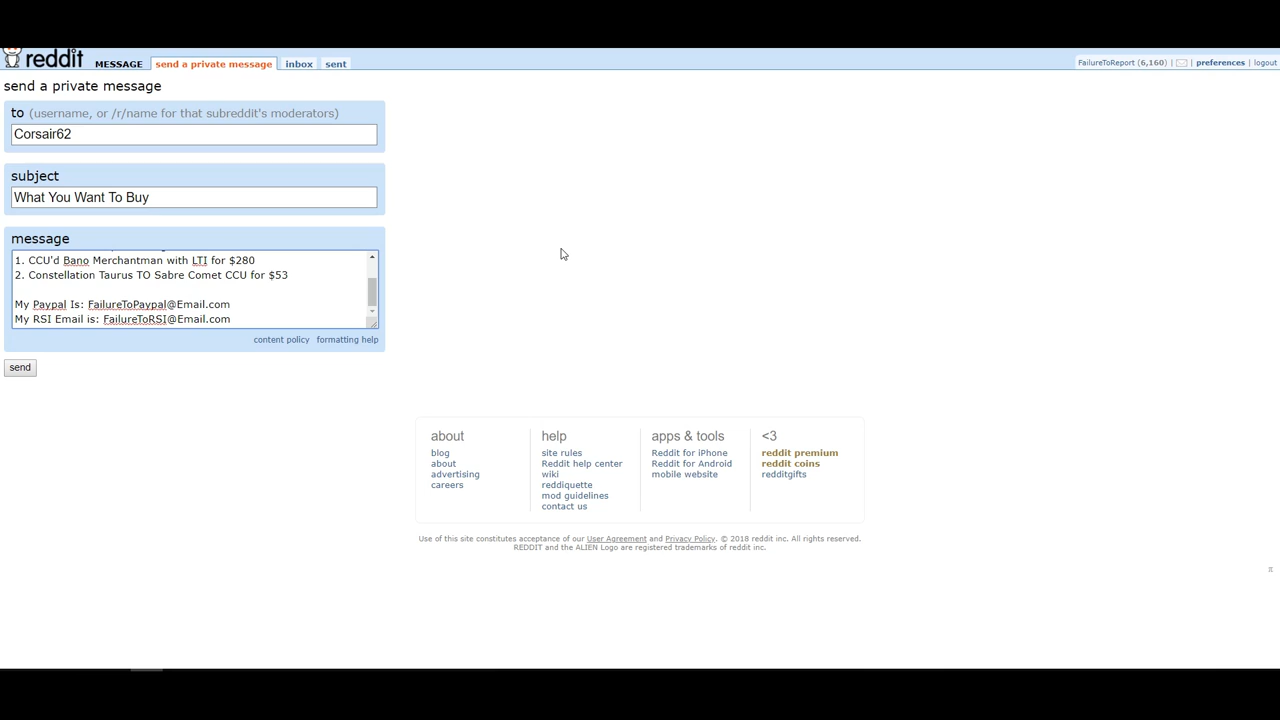 reddit MESSAGE send a private message inbox sent FailureToReport (6,160) | | preferences | logout
send a private message
to (username, or /r/name for that subreddit's moderators)
Corsair62
subject
What You Want To Buy
message
1. CCU'd Bano Merchantman with LTI for $280
2. Constellation Taurus TO Sabre Comet CCU for $53
My Paypal Is: FailureToPaypal@Email.com
My RSI Email is: FailureToRSI@Email.com
content policy formatting help
send
about
blog
about
advertising
careers
help
site rules
Reddit help center
wiki
reddiquette
mod guidelines
contact us
apps & tools
Reddit for iPhone
Reddit for Android
mobile website
<3
reddit premium
reddit coins
redditgifts
Use of this site constitutes acceptance of our User Agreement and Privacy Policy. © 2018 reddit inc. All rights reserved.
REDDIT and the ALIEN Logo are registered trademarks of reddit inc.
π